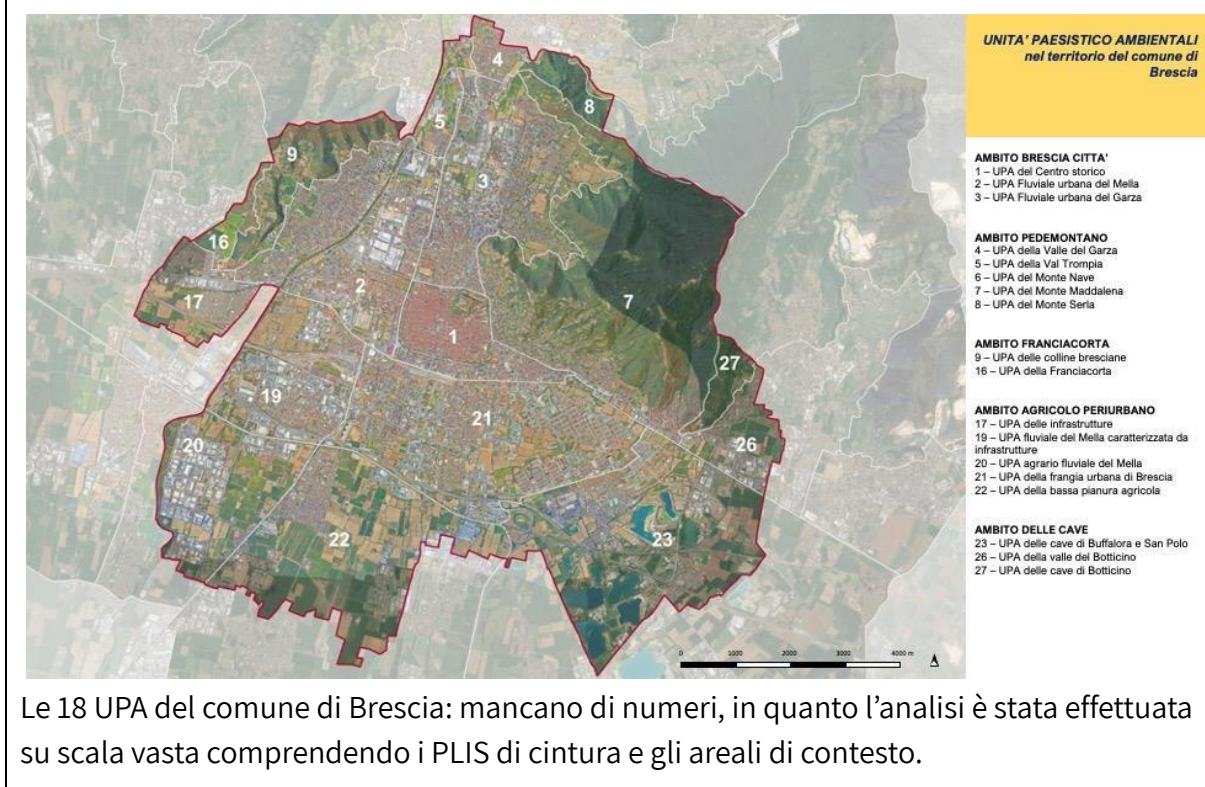 UNITA' PAESISTICO AMBIENTALI
nel territorio del comune di
Brescia
AMBITO BRESCIA CITTA'
1 – UPA del Centro storico
2 – UPA Fluviale urbana del Mella
3 – UPA Fluviale urbana del Garza
AMBITO PEDEMONTANO
4 – UPA della Valle del Garza
5 – UPA della Val Trompia
6 – UPA del Monte Nave
7 – UPA del Monte Maddalena
8 – UPA del Monte Serla
AMBITO FRANCIACORTA
9 – UPA delle colline bresciane
16 – UPA della Franciacorta
AMBITO AGRICOLO PERIURBANO
17 – UPA delle infrastrutture
19 – UPA fluviale del Mella caratterizzata da
infrastrutture
20 – UPA agrario fluviale del Mella
21 – UPA della frangia urbana di Brescia
22 – UPA della bassa pianura agricola
AMBITO DELLE CAVE
23 – UPA delle cave di Buffalora e San Polo
26 – UPA della valle del Botticino
27 – UPA delle cave di Botticino
4
8
5
9
3
16
17
2
7
1
27
19
21
20
26
22
23
0 1000 2000 3000 4000 m
Le 18 UPA del comune di Brescia: mancano di numeri, in quanto l’analisi è stata effettuata
su scala vasta comprendendo i PLIS di cintura e gli areali di contesto.